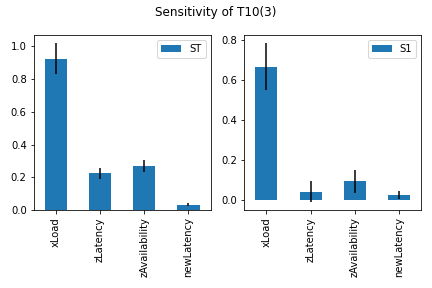 Sensitivity of T10(3)
ST
1.0
0.8
0.6
0.4
0.2
0.0
xLoad
zLatency
zAvailability
newLatency
S1
0.8
0.6
0.4
0.2
0.0
xLoad
zLatency
zAvailability
newLatency